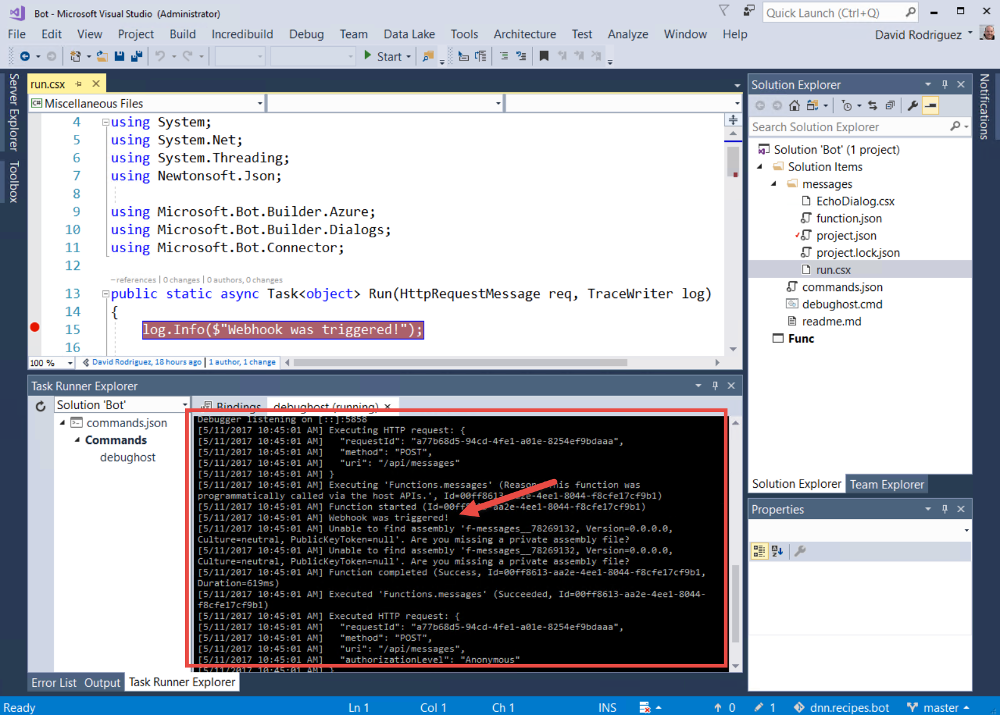 Bot - Microsoft Visual Studio (Administrator)
Quick Launch (Ctrl+Q)
File Edit View Project Build Incredibuild Debug Team Data Lake Tools Architecture Test Analyze Window Help
David Rodriguez
Start
Server Explorer
Toolbox
run.csx
Miscellaneous Files
4 using System;
5 using System.Net;
6 using System.Threading;
7 using Newtonsoft.Json;
8
9 using Microsoft.Bot.Builder.Azure;
10 using Microsoft.Bot.Builder.Dialogs;
11 using Microsoft.Bot.Connector;
12
– references | 0 changes | 0 authors, 0 changes
13 public static async Task<object> Run(HttpRequestMessage req, TraceWriter log)
14 {
15 log.Info($"Webhook was triggered!");
16
100 %
David Rodriguez, 18 hours ago | 1 author, 1 change
Task Runner Explorer
Solution 'Bot'
commands.json
Commands
debughost
Bindings
debughost (running)
Debugger listening on [::]:5858
[5/11/2017 10:45:01 AM] Executing HTTP request: {
[5/11/2017 10:45:01 AM]   "requestId": "a77b68d5-94cd-4fe1-a01e-8254ef9bdaaa",
[5/11/2017 10:45:01 AM]   "method": "POST",
[5/11/2017 10:45:01 AM]   "uri": "/api/messages"
[5/11/2017 10:45:01 AM] }
[5/11/2017 10:45:01 AM] Executing 'Functions.messages' (Reason= his function was
programmatically called via the host APIs.', Id=00ff8613-aa2e-4ee1-8044-f8cfe17cf9b1)
[5/11/2017 10:45:01 AM] Function started (Id=00ff8613-aa2e-4ee1-8044-f8cfe17cf9b1)
[5/11/2017 10:45:01 AM] Webhook was triggered!
[5/11/2017 10:45:01 AM] Unable to find assembly 'f-messages__78269132, Version=0.0.0.0,
Culture=neutral, PublicKeyToken=null'. Are you missing a private assembly file?
[5/11/2017 10:45:01 AM] Unable to find assembly 'f-messages__78269132, Version=0.0.0.0,
Culture=neutral, PublicKeyToken=null'. Are you missing a private assembly file?
[5/11/2017 10:45:01 AM] Function completed (Success, Id=00ff8613-aa2e-4ee1-8044-f8cfe17cf9b1,
Duration=619ms)
[5/11/2017 10:45:01 AM] Executed 'Functions.messages' (Succeeded, Id=00ff8613-aa2e-4ee1-8044-
f8cfe17cf9b1)
[5/11/2017 10:45:01 AM] Executed HTTP request: {
[5/11/2017 10:45:01 AM]   "requestId": "a77b68d5-94cd-4fe1-a01e-8254ef9bdaaa",
[5/11/2017 10:45:01 AM]   "method": "POST",
[5/11/2017 10:45:01 AM]   "uri": "/api/messages",
[5/11/2017 10:45:01 AM]   "authorizationLevel": "Anonymous"
[5/11/2017 10:45:01 AM] }
Error List Output Task Runner Explorer
Solution Explorer
Search Solution Explorer
Solution 'Bot' (1 project)
Solution Items
messages
EchoDialog.csx
function.json
project.json
project.lock.json
run.csx
commands.json
debughost.cmd
readme.md
Func
Solution Explorer Team Explorer
Properties
Notifications
Ready Ln 1 Col 1 Ch 1 INS 0 1 dnn.recipes.bot master